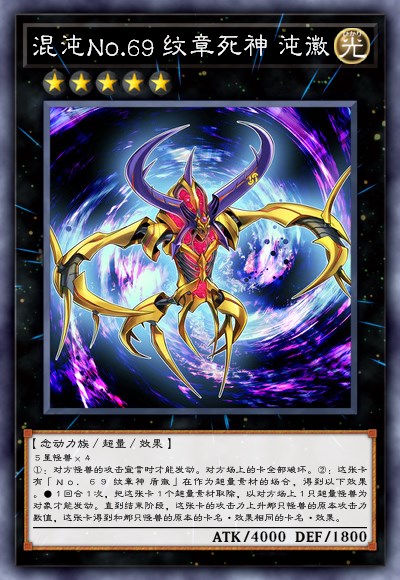 混沌No.69 纹章死神 沌徽
光
【念动力族/超量/效果】
5星怪兽×4
①:对方怪兽的攻击宣言时才能发动。对方场上的卡全部破坏。②:这张卡
有「No.69 纹章神 盾徽」在作为超量素材的场合,得到以下效
果。●1回合1次,把这张卡1个超量素材取除,以对方场上1只超量怪兽为
对象才能发动。直到结束阶段,这张卡的攻击力上升那只怪兽的原本攻击力
数值,这张卡得到和那只怪兽的原本的卡名·效果相同的卡名·效果。
ATK/4000 DEF/1800